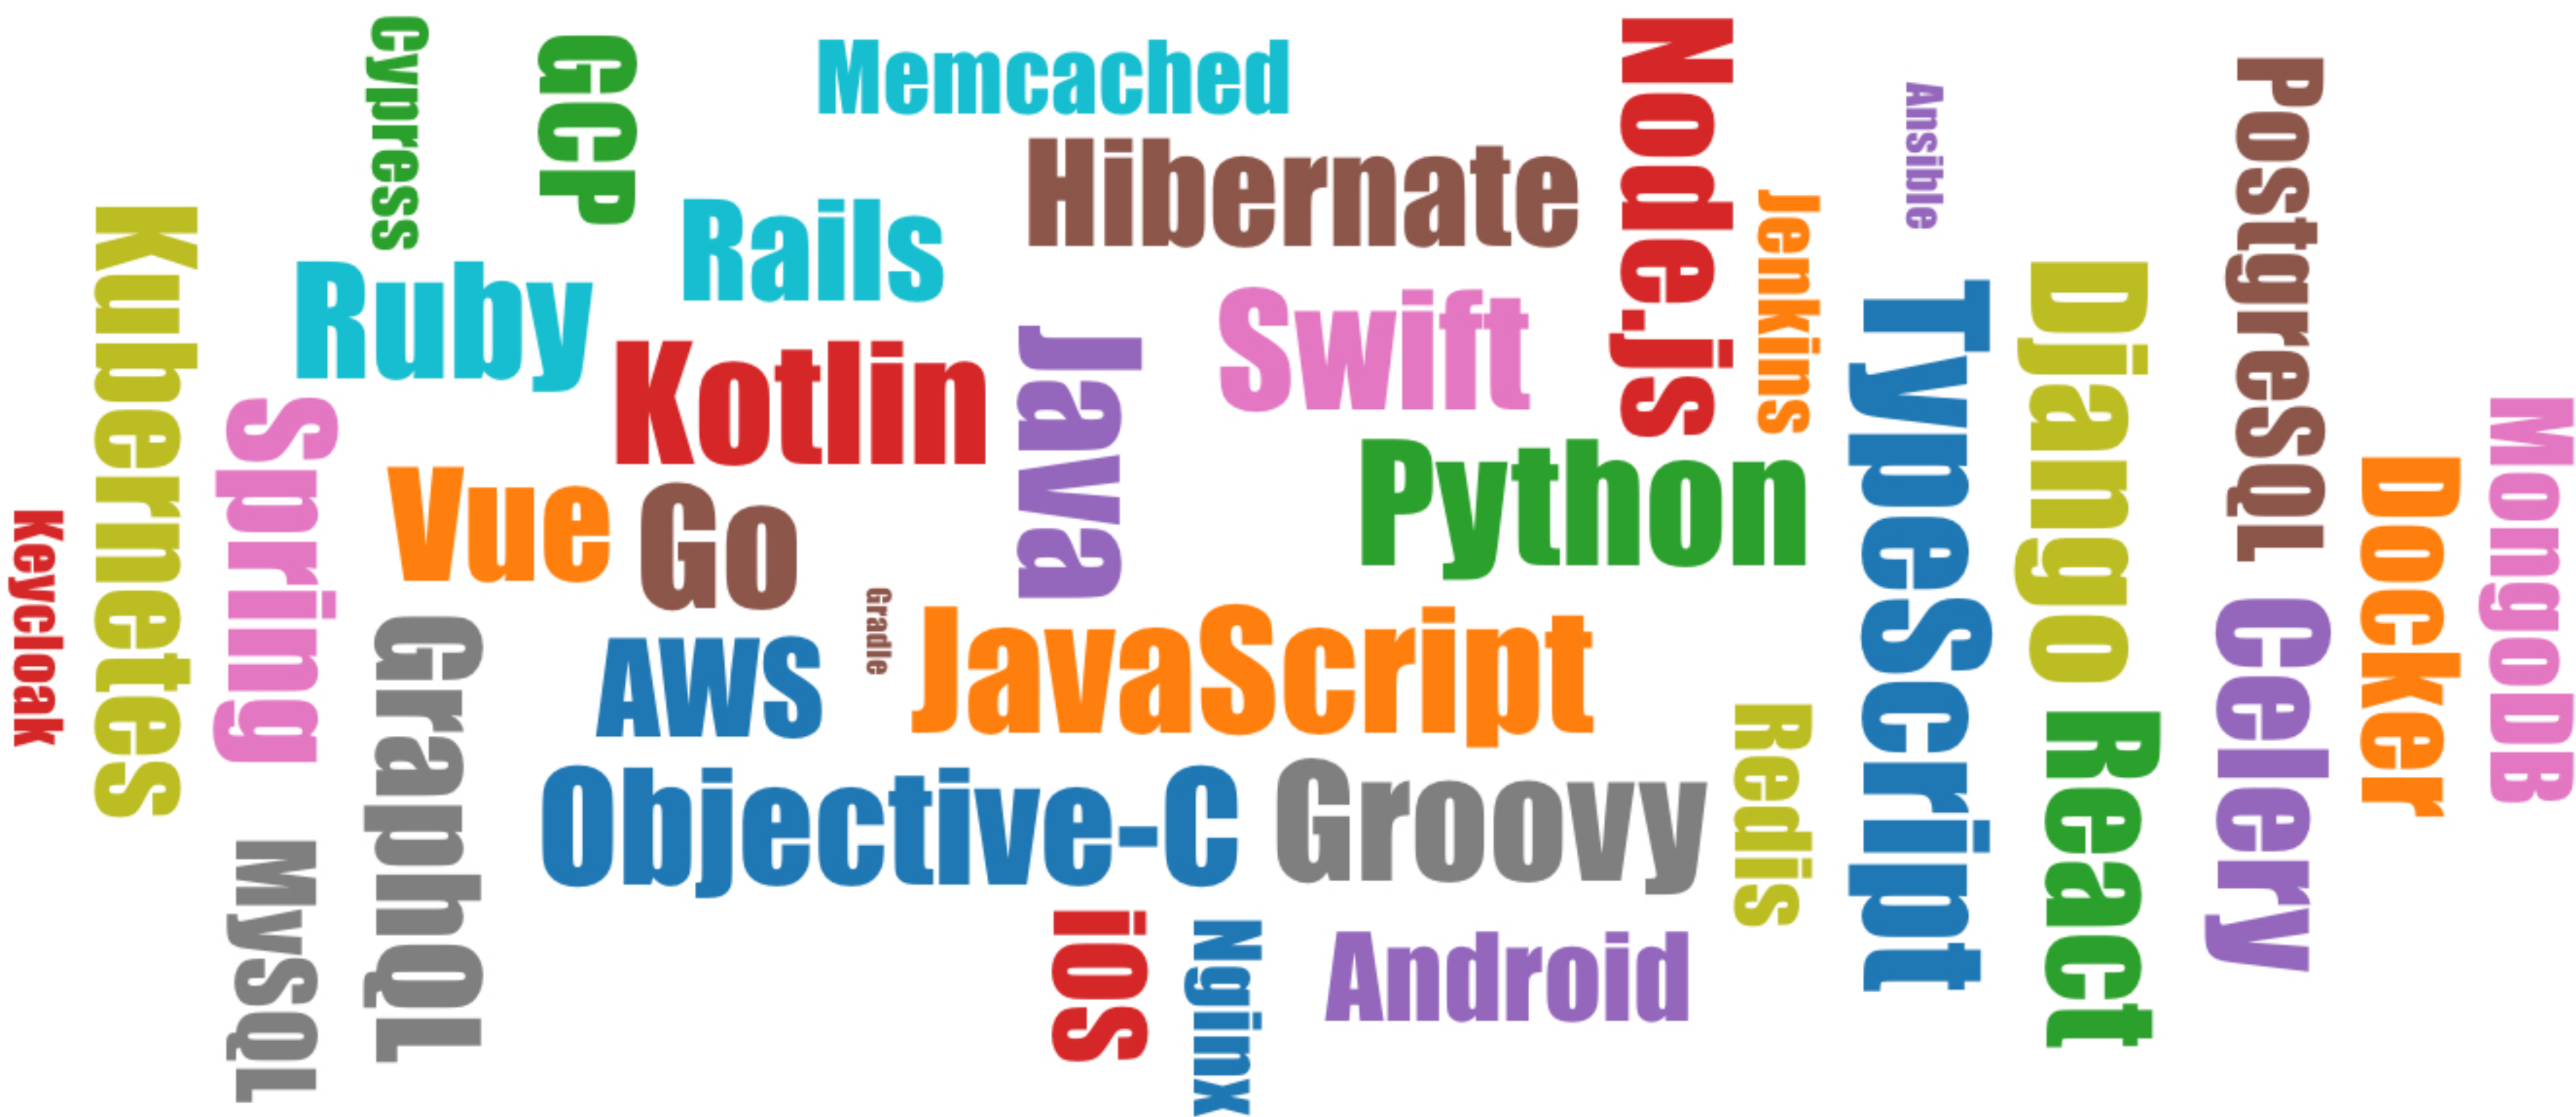 Cypress
GCP
Memcached
Node.js
Ansible
PostgreSQL
Hibernate
Jenkins
Rails
Kubernetes
Ruby
Django
TypeScript
Swift
Java
Kotlin
Spring
MongoDB
Python
Docker
Vue
Go
Keycloak
Gradle
Celery
JavaScript
GraphQL
AWS
Redis
React
Groovy
Objective-C
MySQL
iOS
Nginx
Android